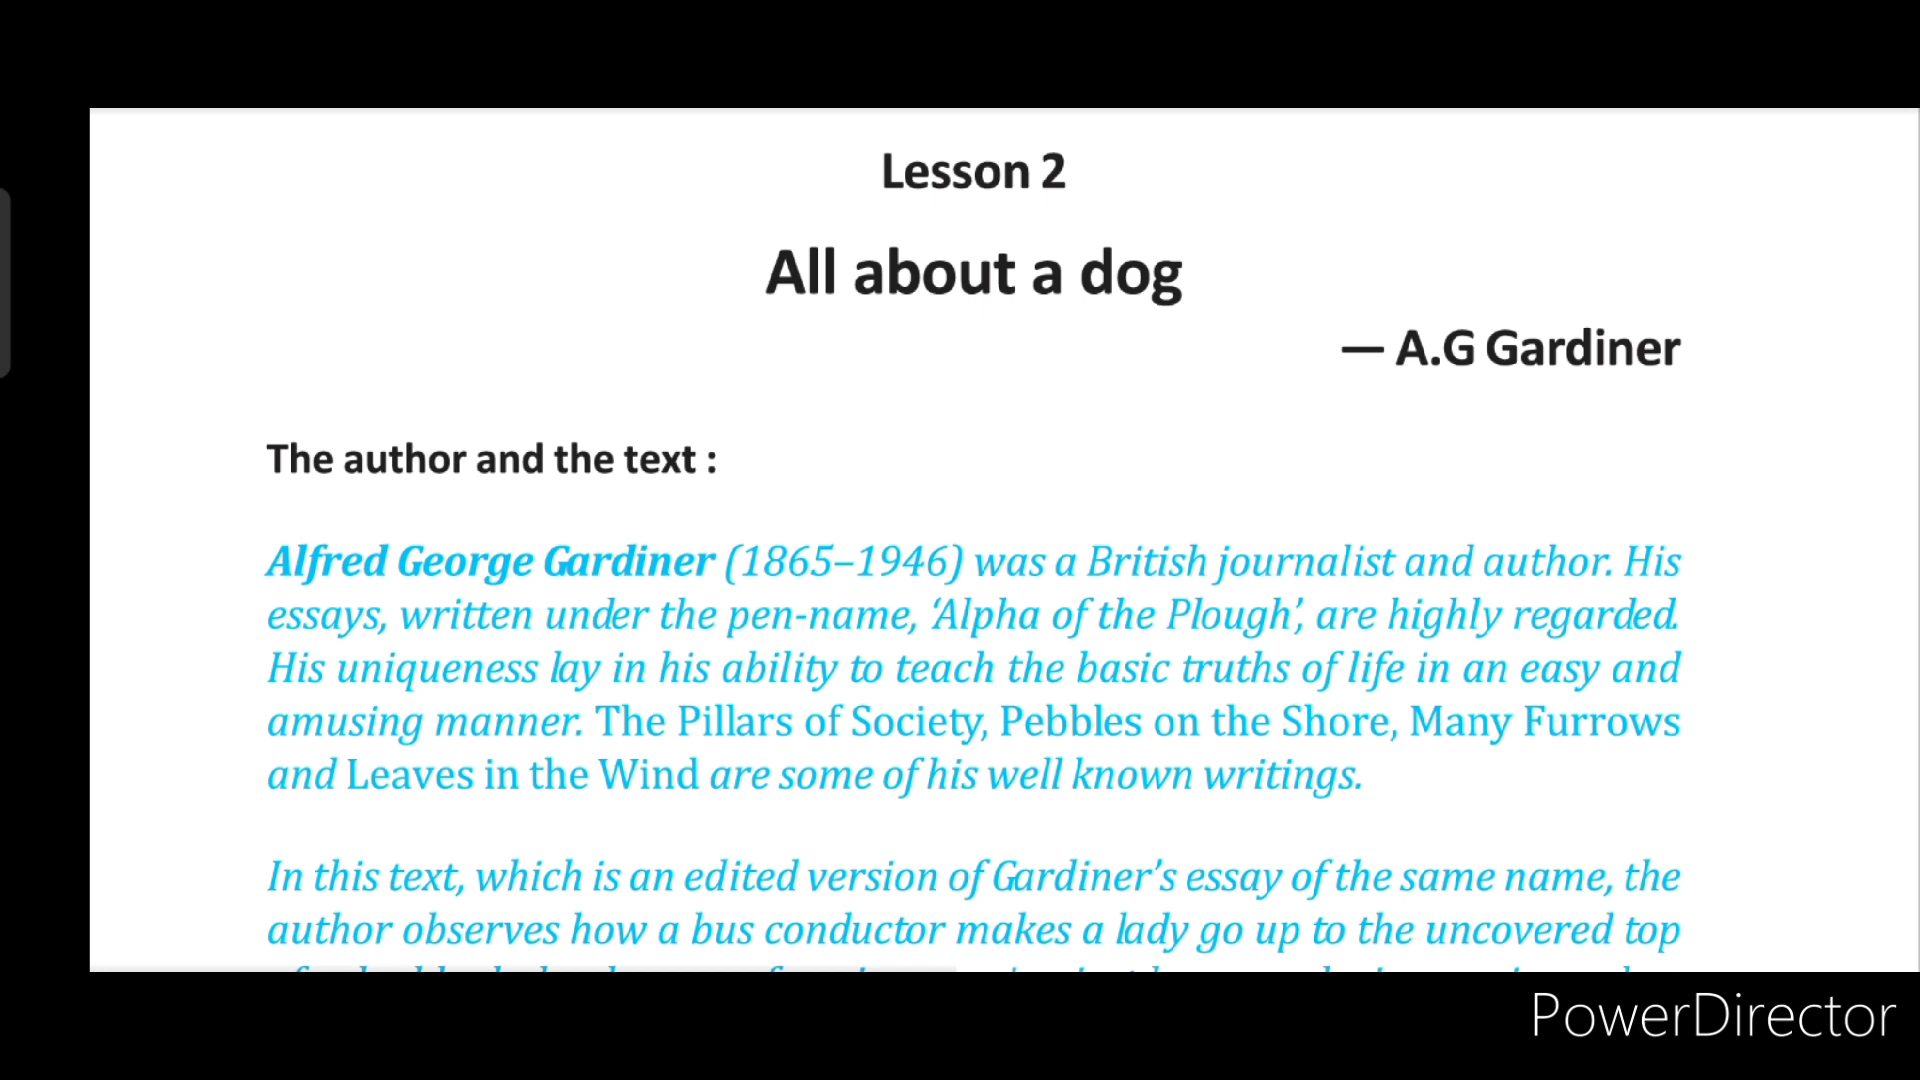 Lesson 2
All about a dog
— A.G Gardiner
The author and the text :
Alfred George Gardiner (1865–1946) was a British journalist and author. His
essays, written under the pen-name, ‘Alpha of the Plough’, are highly regarded.
His uniqueness lay in his ability to teach the basic truths of life in an easy and
amusing manner. The Pillars of Society, Pebbles on the Shore, Many Furrows
and Leaves in the Wind are some of his well known writings.
In this text, which is an edited version of Gardiner’s essay of the same name, the
author observes how a bus conductor makes a lady go up to the uncovered top
PowerDirector